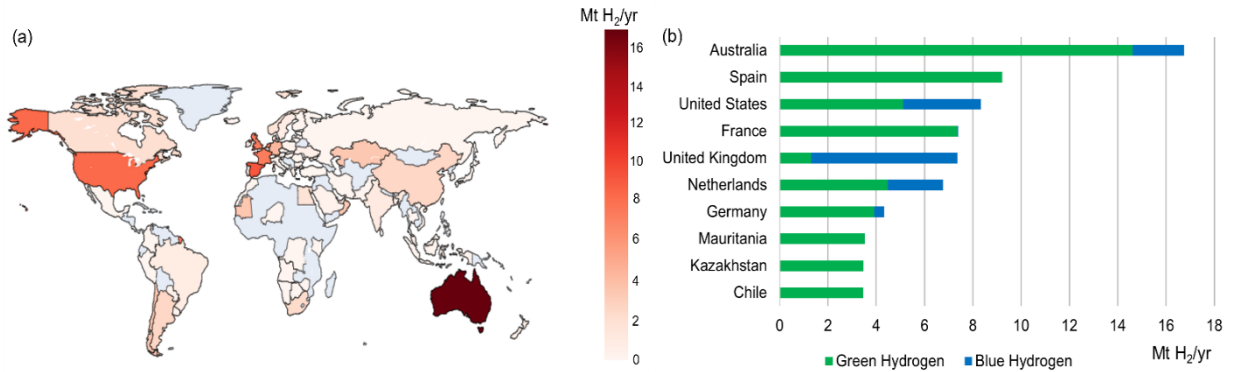 (a)
Mt H₂/yr
16
14
12
10
8
6
4
2
0
(b)
Australia
Spain
United States
France
United Kingdom
Netherlands
Germany
Mauritania
Kazakhstan
Chile
0 2 4 6 8 10 12 14 16 18
Mt H₂/yr
Green Hydrogen Blue Hydrogen